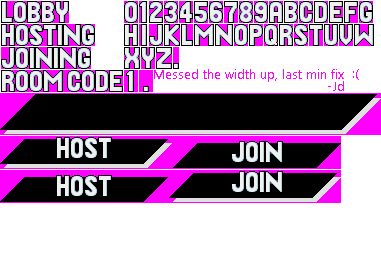 LOBBY 0123456789ABCDEFG
HOSTING HIJKLMNOPQRSTUVW
JOINING XYZ.
ROOM CODE 1 . Messed the width up, last min fix :(
-Jd
HOST JOIN
HOST JOIN